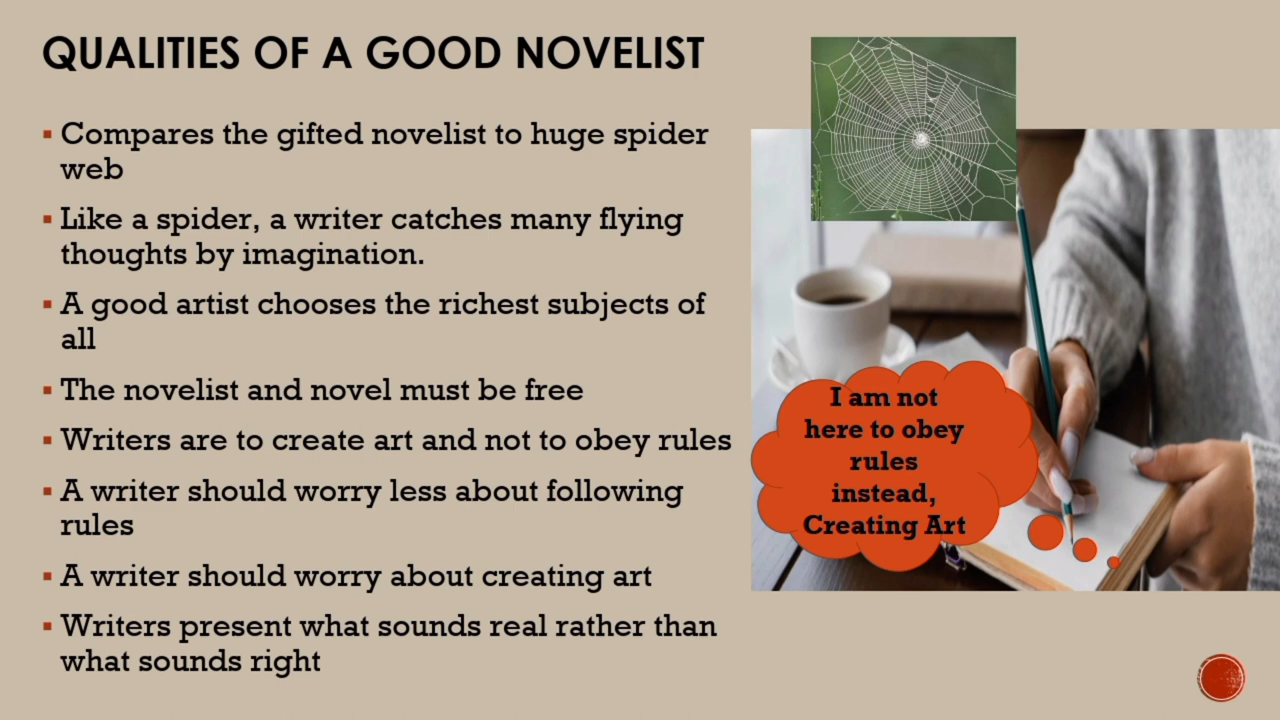 QUALITIES OF A GOOD NOVELIST
Compares the gifted novelist to huge spider
web
Like a spider, a writer catches many flying
thoughts by imagination.
A good artist chooses the richest subjects of
all
The novelist and novel must be free
Writers are to create art and not to obey rules
A writer should worry less about following
rules
A writer should worry about creating art
Writers present what sounds real rather than
what sounds right
I am not
here to obey
rules
instead,
Creating Art